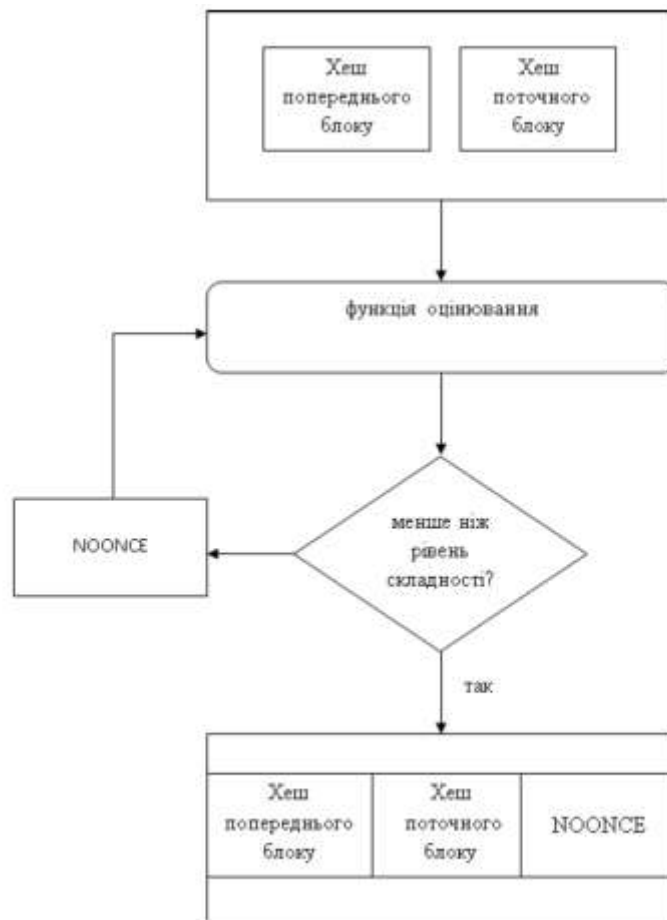 Хеш
попереднього
блоку
Хеш
поточного
блоку
функція оцінювання
менше ніж
рівень
складності?
NOONCE
так
Хеш
попереднього
блоку
Хеш
поточного
блоку
NOONCE